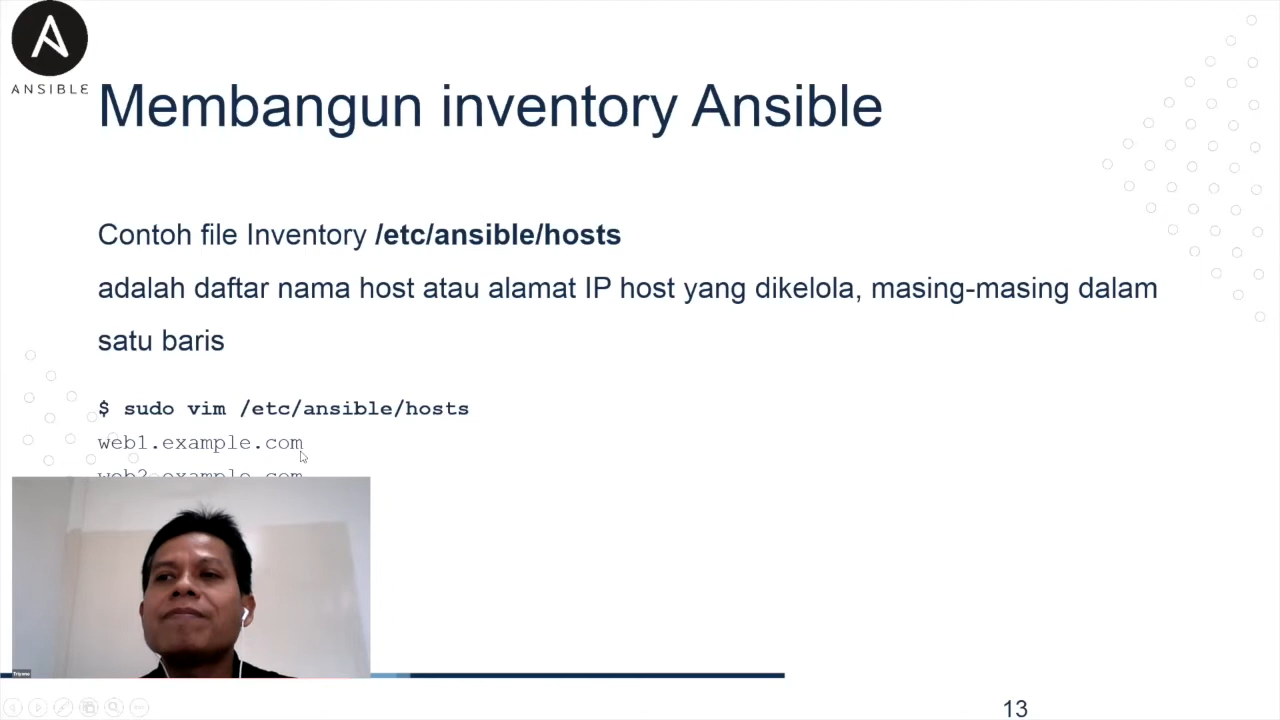 ANSIBLE
Membangun inventory Ansible
Contoh file Inventory /etc/ansible/hosts
adalah daftar nama host atau alamat IP host yang dikelola, masing-masing dalam
satu baris
$ sudo vim /etc/ansible/hosts
web1.example.com
web2.example.com
Triyono
13